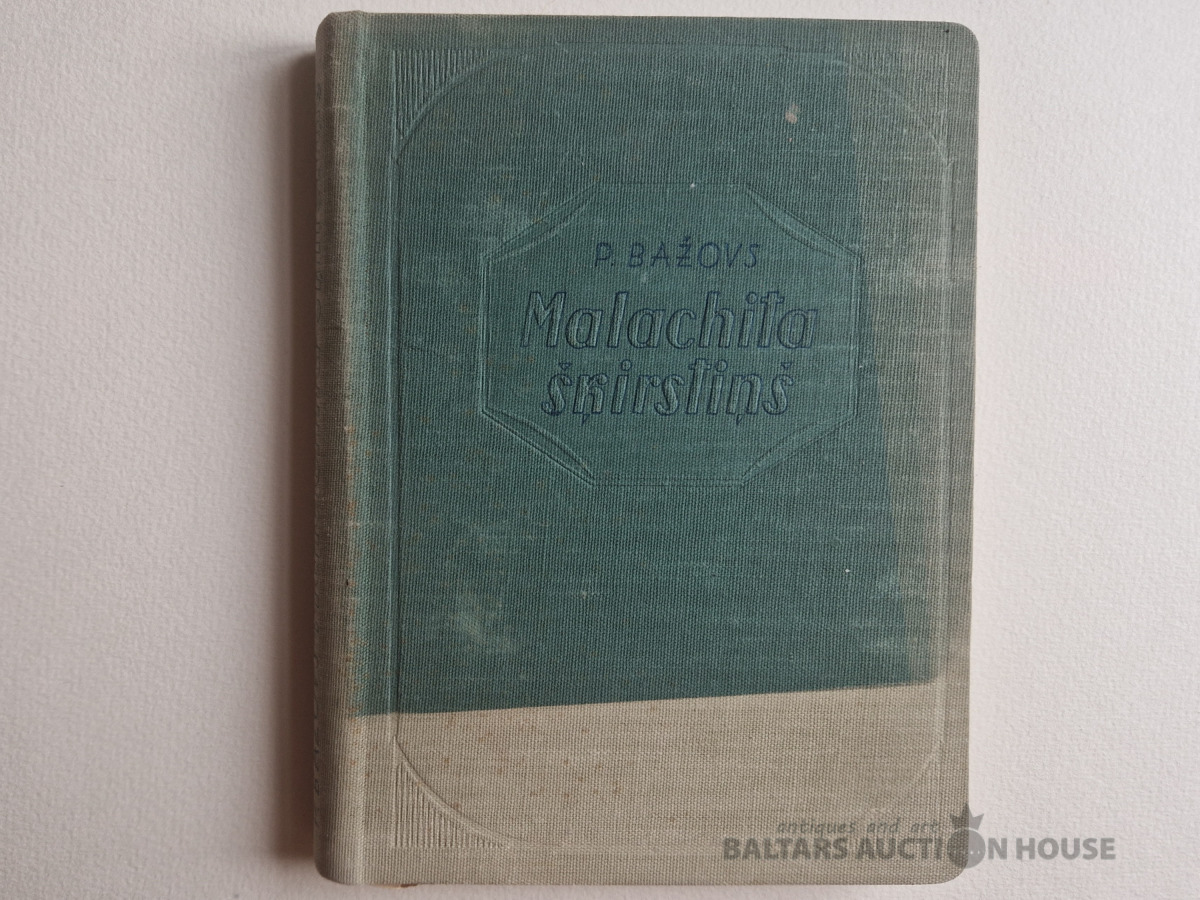 P. BAŽOVS
Malachita
šķirstiņš
antiques and art
BALTARS AUCTION HOUSE